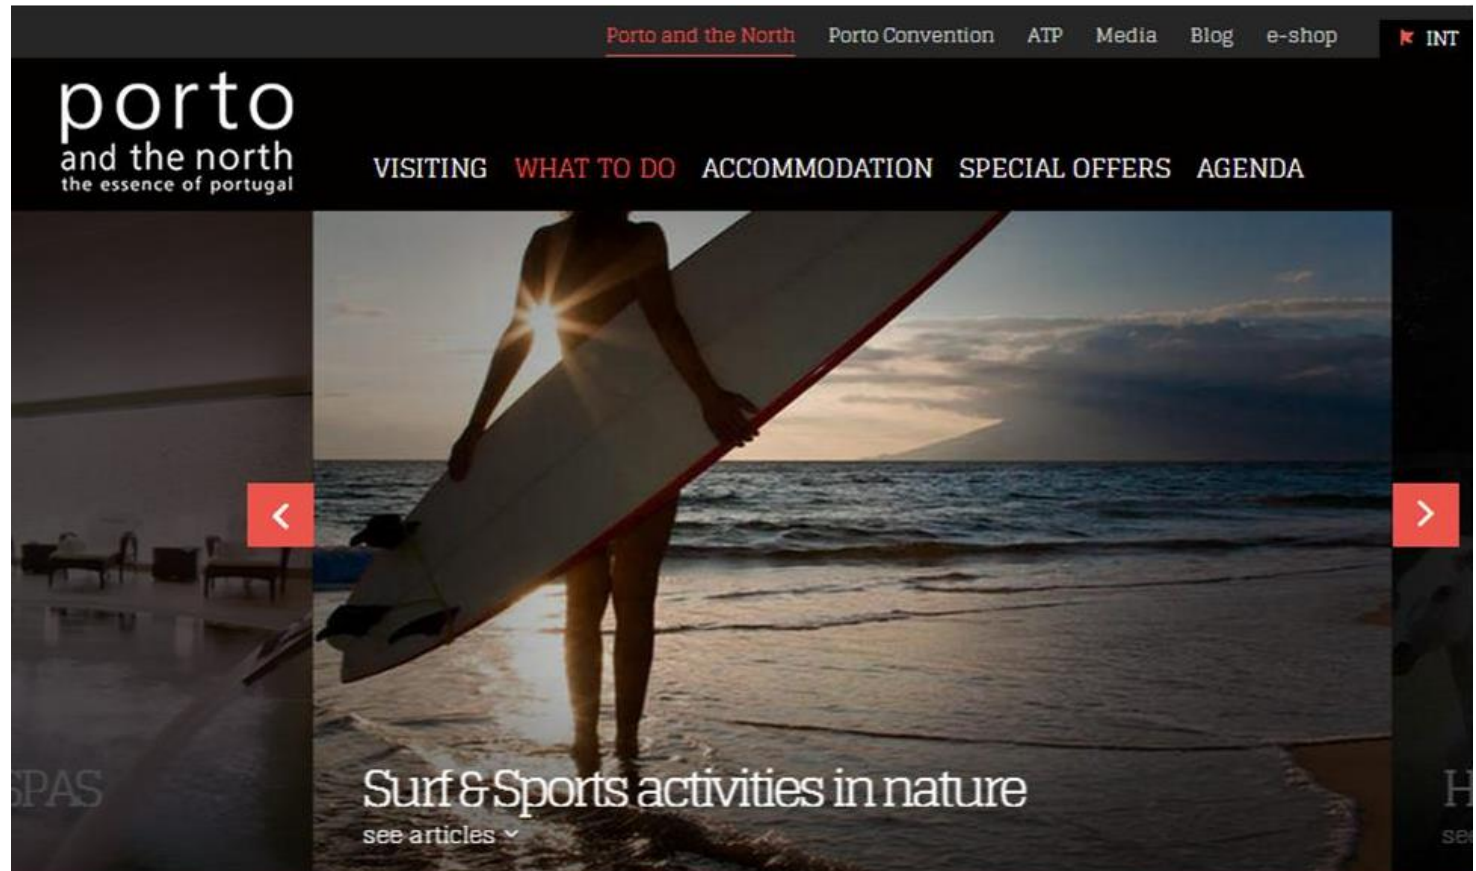 Porto and the North Porto Convention ATP Media Blog e-shop INT
porto
and the north
the essence of portugal
VISITING WHAT TO DO ACCOMMODATION SPECIAL OFFERS AGENDA
SPAS
Surf & Sports activities in nature
see articles